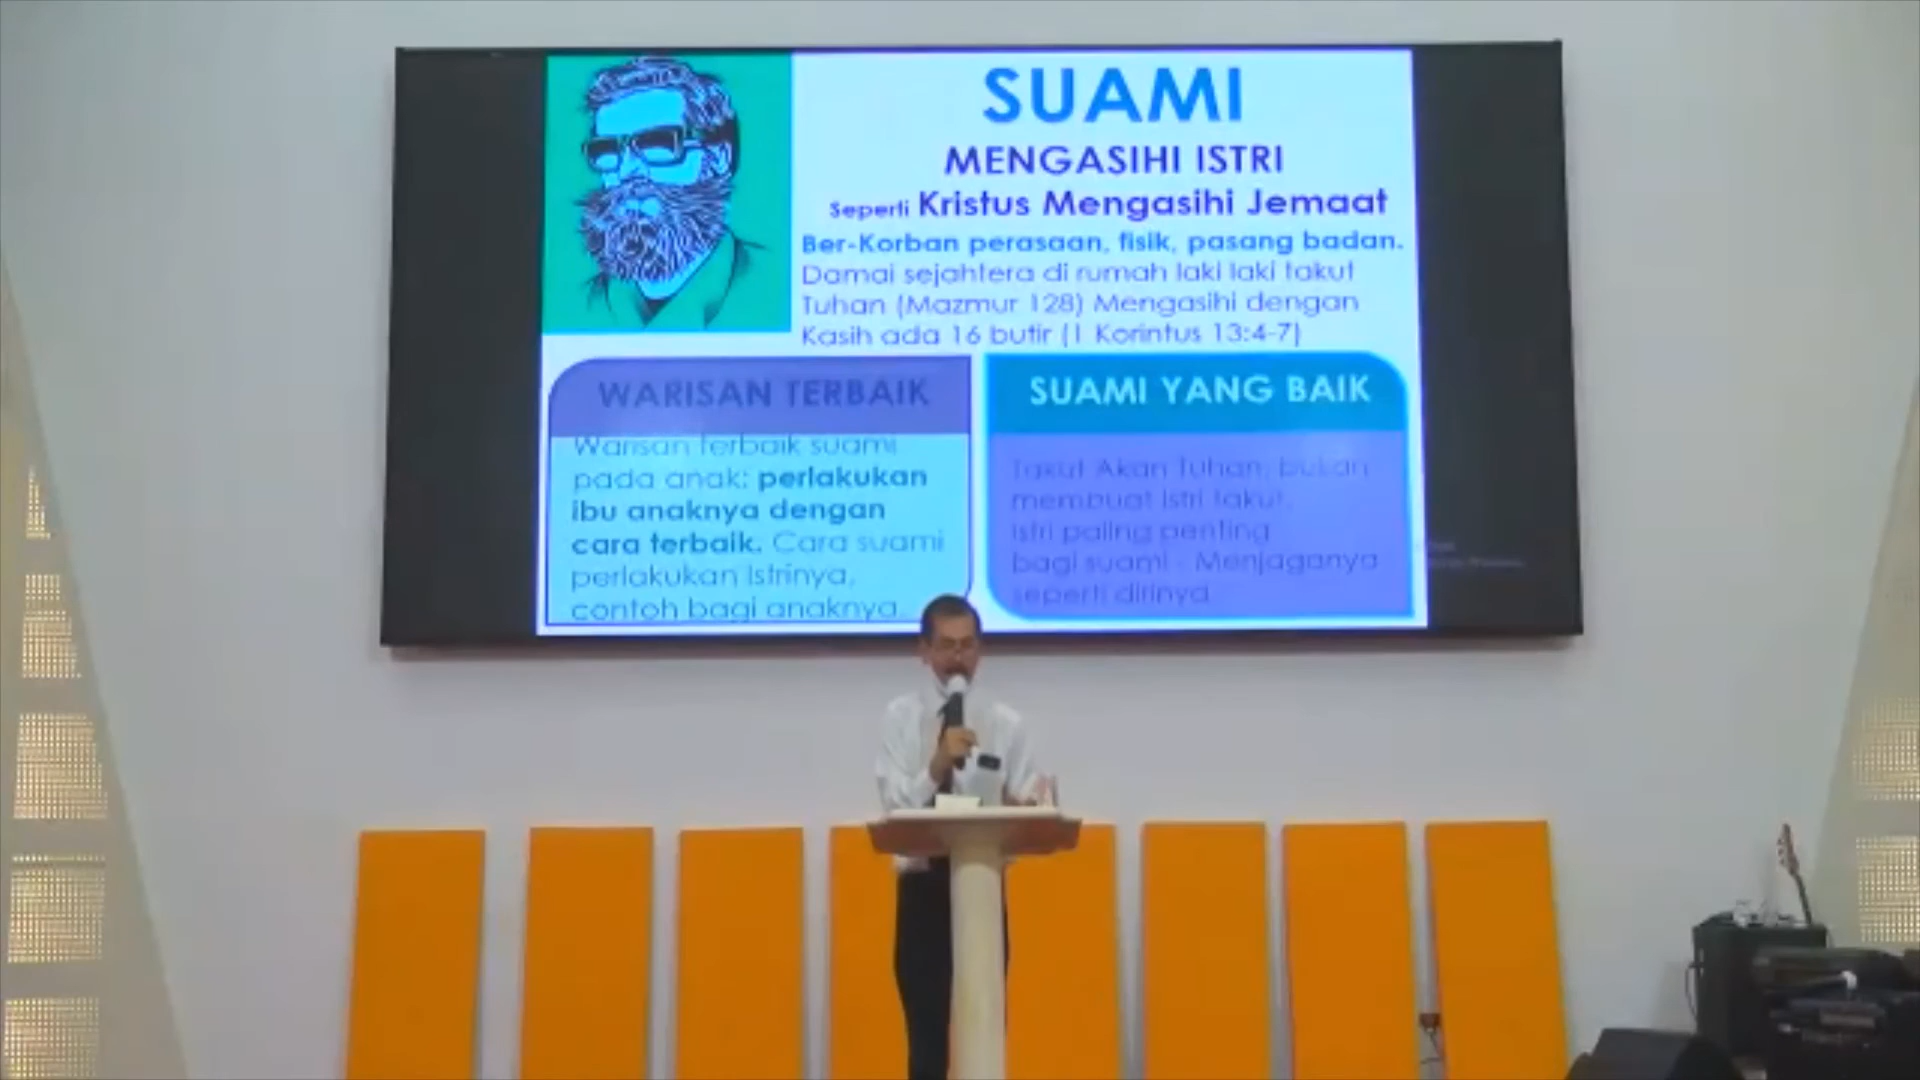 SUAMI
MENGASIHI ISTRI
Seperti Kristus Mengasihi Jemaat
Ber-Korban perasaan, fisik, pasang badan.
Damai sejahtera di rumah laki laki takut
Tuhan (Mazmur 128) Mengasihi dengan
Kasih ada 16 butir (1 Korintus 13:4-7)
WARISAN TERBAIK
Warisan terbaik suami
pada anak: perlakukan
ibu anaknya dengan
cara terbaik. Cara suami
perlakukan istrinya,
contoh bagi anaknya.
SUAMI YANG BAIK
Takut Akan Tuhan, bukan
membuat istri takut.
Istri paling penting
bagi suami - Menjaganya
seperti dirinya